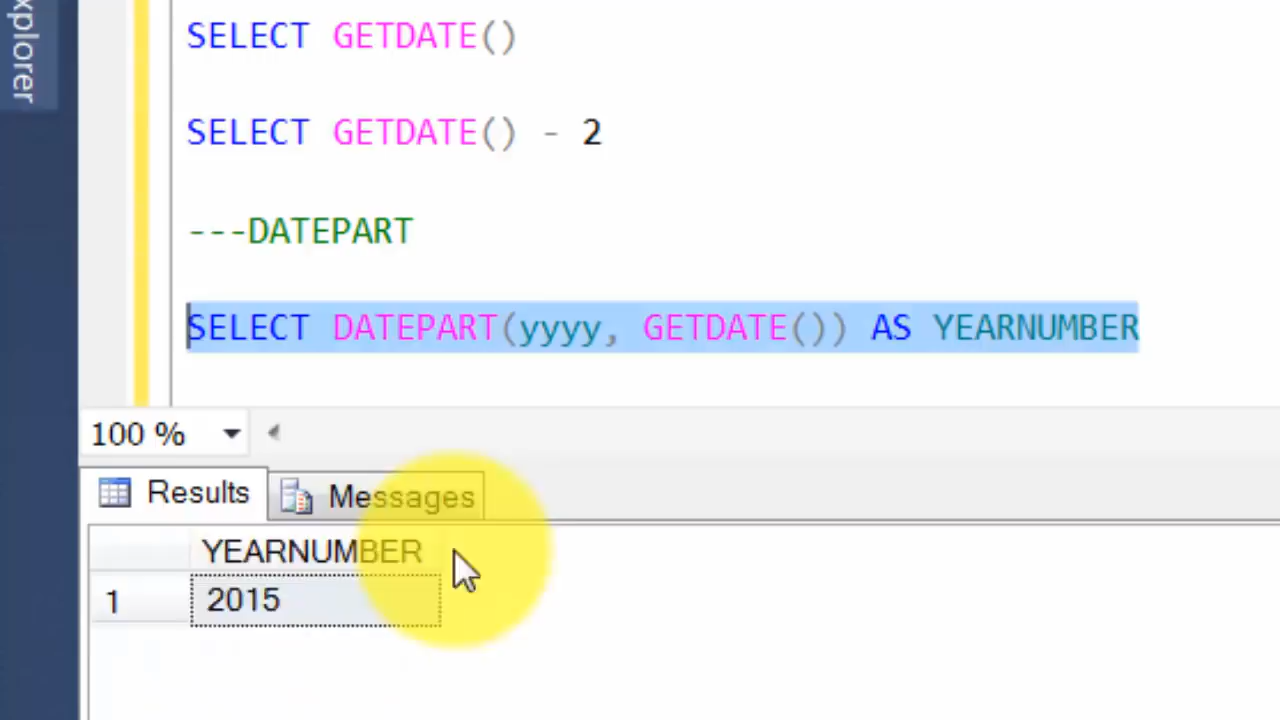 xplorer
SELECT GETDATE()
SELECT GETDATE() - 2
---DATEPART
SELECT DATEPART(yyyy, GETDATE()) AS YEARNUMBER
100 %
Results Messages
YEARNUMBER
1 2015